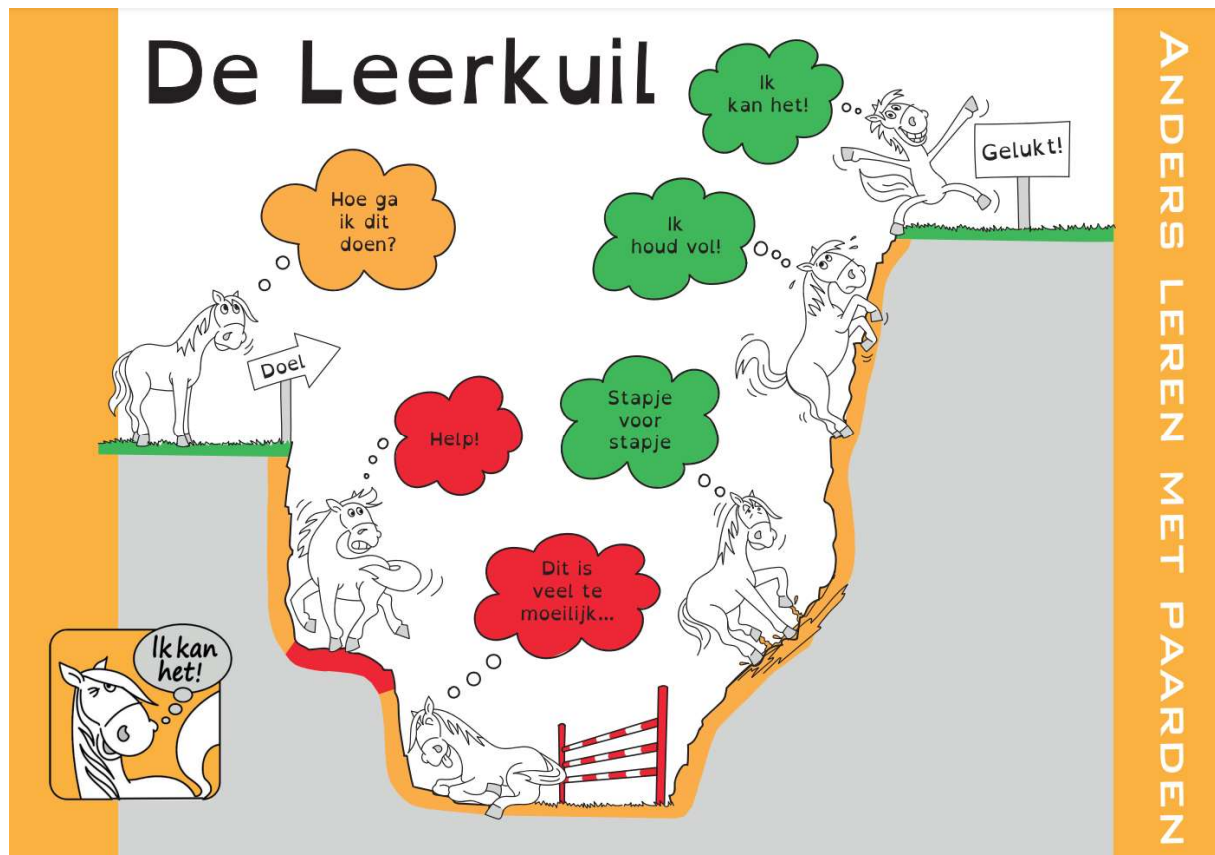 De Leerkuil
Hoe ga
ik dit
doen?
Doel
Help!
Dit is
veel te
moeilijk...
Stapje
voor
stapje
Ik
houd vol!
Ik
kan het!
Gelukt!
Ik kan
het!
ANDERS LEREN MET PAARDEN